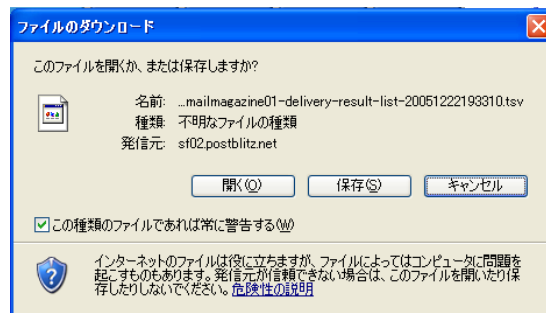 ファイルのダウンロード
このファイルを開くか、または保存しますか?
名前: ...mailmagazine01-delivery-result-list-20051222193310.tsv
種類: 不明なファイルの種類
発信元: sf02.postblitz.net
開く(O) 保存(S) キャンセル
この種類のファイルであれば常に警告する(W)
インターネットのファイルは役に立ちますが、ファイルによってはコンピュータに問題を
起こすものもあります。発信元が信頼できない場合は、このファイルを開いたり保
存したりしないでください。危険性の説明